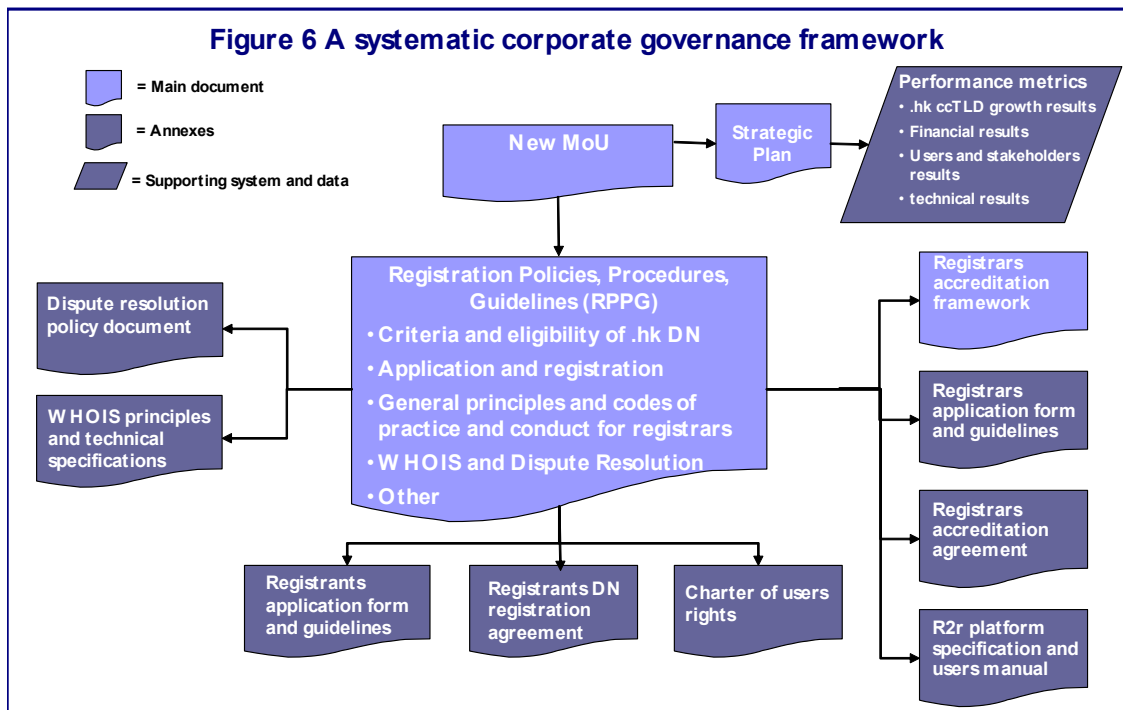 Figure 6 A systematic corporate governance framework
= Main document
= Annexes
= Supporting system and data
New MoU
Strategic
Plan
Performance metrics
• .hk ccTLD growth results
• Financial results
• Users and stakeholders
results
• technical results
Registration Policies, Procedures,
Guidelines (RPPG)
• Criteria and eligibility of .hk DN
• Application and registration
• General principles and codes of
practice and conduct for registrars
• WHOIS and Dispute Resolution
• Other
Dispute resolution
policy document
WHOIS principles
and technical
specifications
Registrars
accreditation
framework
Registrars
application form
and guidelines
Registrars
accreditation
agreement
R2r platform
specification and
users manual
Registrants
application form
and guidelines
Registrants DN
registration
agreement
Charter of users
rights